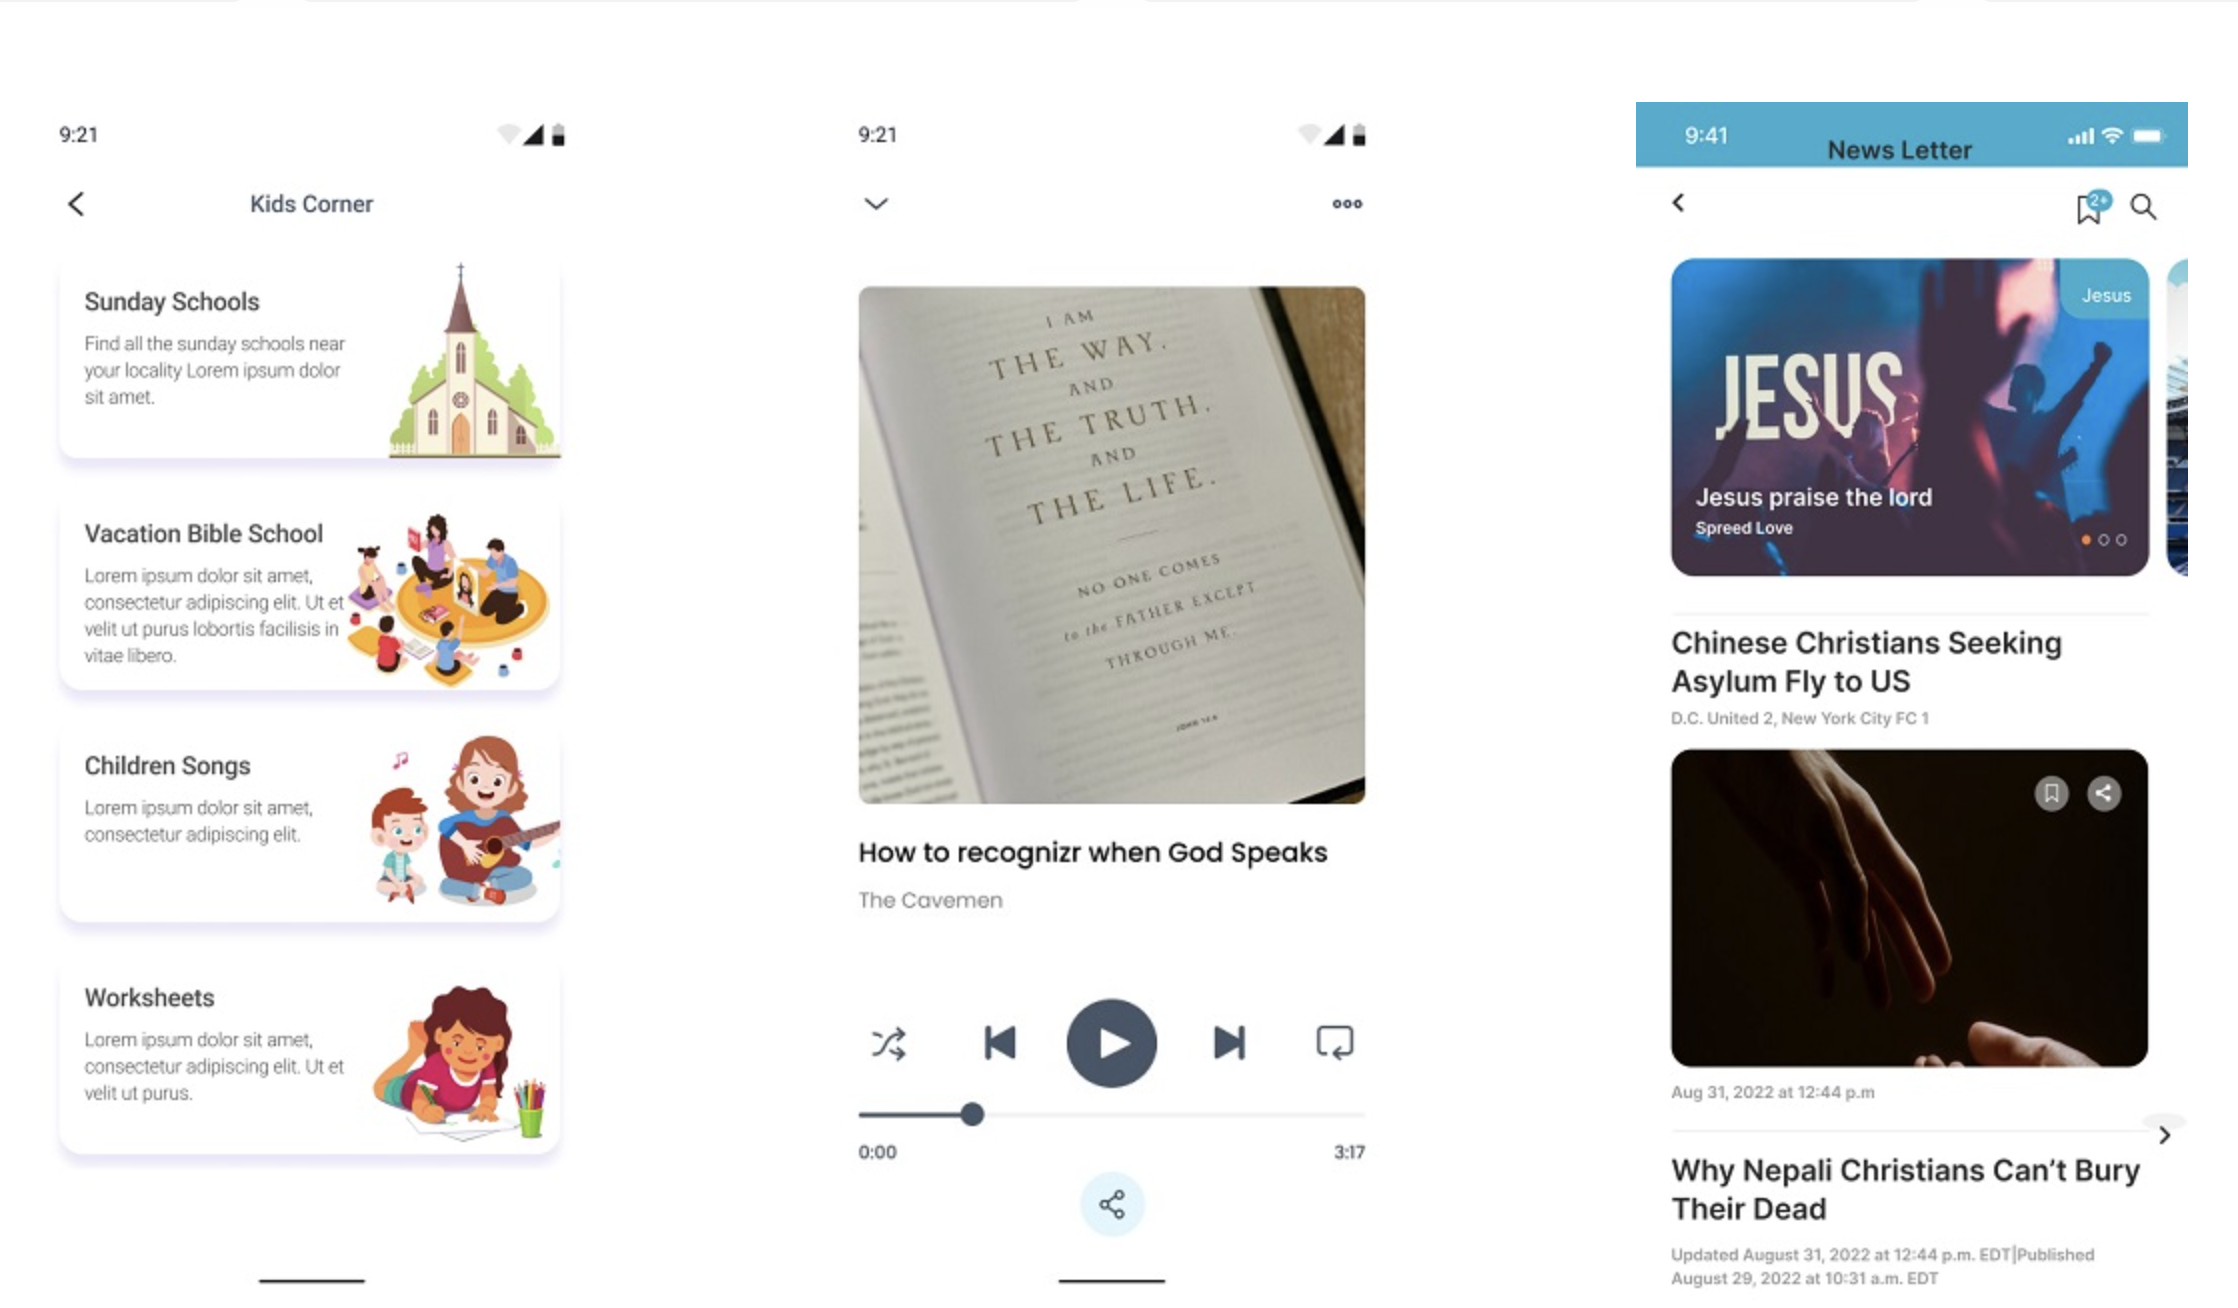 9:21
Kids Corner
Sunday Schools
Find all the sunday schools near
your locality Lorem ipsum dolor
sit amet.
Vacation Bible School
Lorem ipsum dolor sit amet,
consectetur adipiscing elit. Ut et
velit ut purus lobortis facilisis in
vitae libero.
Children Songs
Lorem ipsum dolor sit amet,
consectetur adipiscing elit.
Worksheets
Lorem ipsum dolor sit amet,
consectetur adipiscing elit. Ut et
velit ut purus.
9:21
I AM
THE WAY.
AND
THE TRUTH.
AND
THE LIFE.
NO ONE COMES
to the FATHER EXCEPT
THROUGH ME.
How to recognizr when God Speaks
The Cavemen
0:00
3:17
9:41
News Letter
2+
Jesus
JESUS
Jesus praise the lord
Spreed Love
Chinese Christians Seeking
Asylum Fly to US
D.C. United 2, New York City FC 1
Aug 31, 2022 at 12:44 p.m
Why Nepali Christians Can't Bury
Their Dead
Updated August 31, 2022 at 12:44 p.m. EDT|Published
August 29, 2022 at 10:31 a.m. EDT